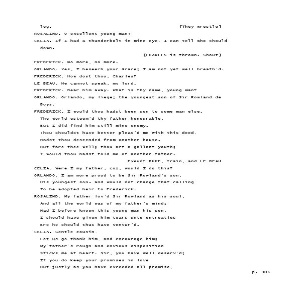 leg.                                        [They wrestle]
ROSALIND. O excellent young man!
CELIA. If I had a thunderbolt in mine eye, I can tell who should
down.
[CHARLES is thrown. Shout]
FREDERICK. No more, no more.
ORLANDO. Yes, I beseech your Grace; I am not yet well breath'd.
FREDERICK. How dost thou, Charles?
LE BEAU. He cannot speak, my lord.
FREDERICK. Bear him away. What is thy name, young man?
ORLANDO. Orlando, my liege; the youngest son of Sir Rowland de
Boys.
FREDERICK. I would thou hadst been son to some man else.
The world esteem'd thy father honourable,
But I did find him still mine enemy.
Thou shouldst have better pleas'd me with this deed,
Hadst thou descended from another house.
But fare thee well; thou art a gallant youth;
I would thou hadst told me of another father.
Exeunt DUKE, train, and LE BEAU
CELIA. Were I my father, coz, would I do this?
ORLANDO. I am more proud to be Sir Rowland's son,
His youngest son- and would not change that calling
To be adopted heir to Frederick.
ROSALIND. My father lov'd Sir Rowland as his soul,
And all the world was of my father's mind;
Had I before known this young man his son,
I should have given him tears unto entreaties
Ere he should thus have ventur'd.
CELIA. Gentle cousin,
Let us go thank him, and encourage him;
My father's rough and envious disposition
Sticks me at heart. Sir, you have well deserv'd;
If you do keep your promises in love
But justly as you have exceeded all promise,